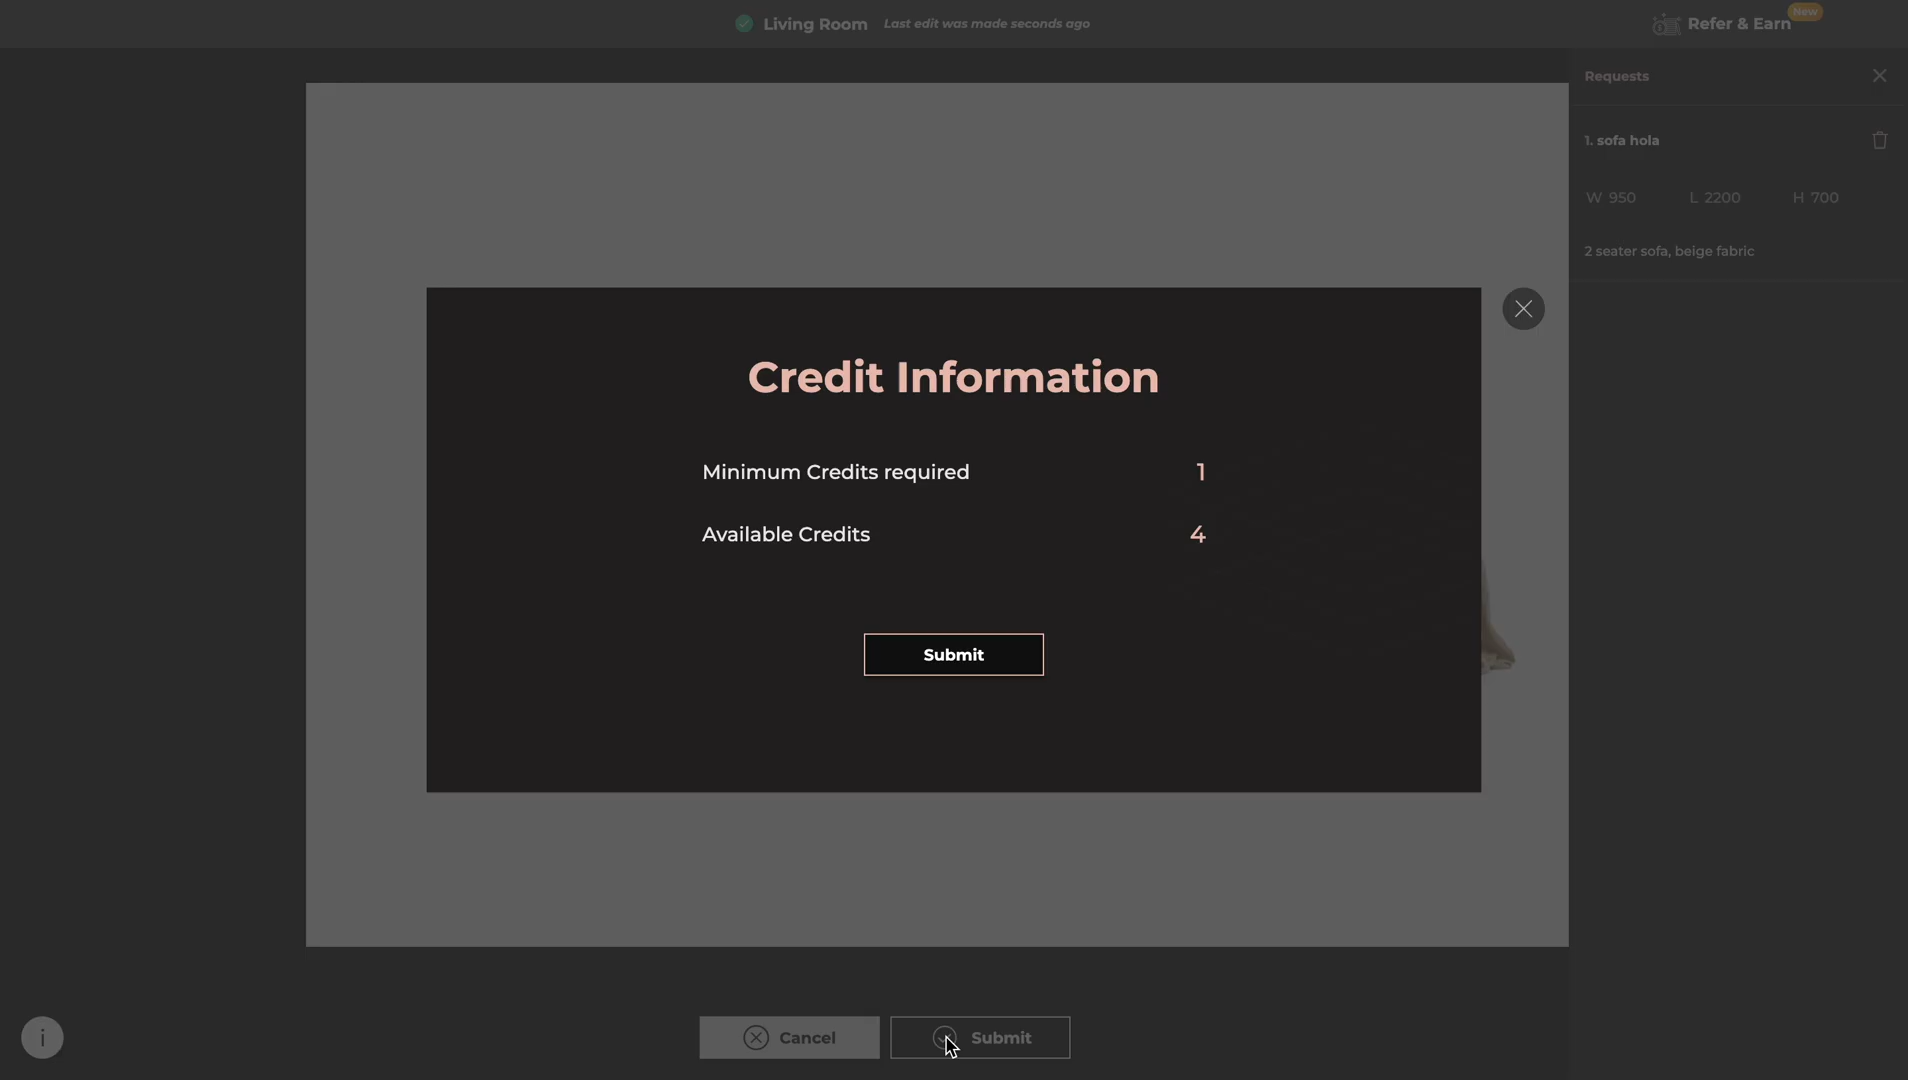 Living Room Last edit was made seconds ago
Refer & Earn New
Requests
1. sofa hola
W 950 L 2200 H 700
2 seater sofa, beige fabric
Credit Information
Minimum Credits required 1
Available Credits 4
Submit
i
Cancel Submit